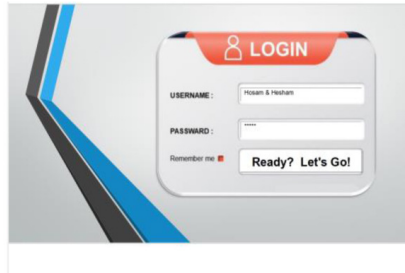 LOGIN
USERNAME : Hosam & Hesham
PASSWARD : *****
Remember me
Ready? Let's Go!